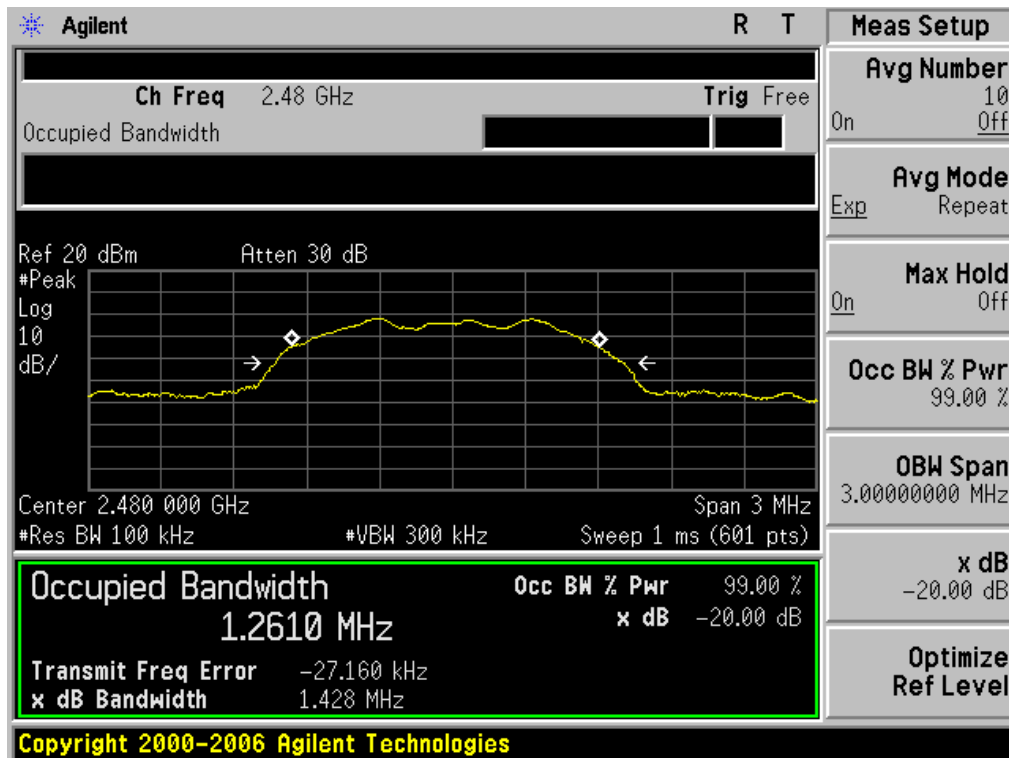 Agilent R T
Ch Freq 2.48 GHz Trig Free
Occupied Bandwidth
Ref 20 dBm Atten 30 dB
#Peak
Log
10
dB/
Center 2.480 000 GHz Span 3 MHz
#Res BW 100 kHz #VBW 300 kHz Sweep 1 ms (601 pts)
Occupied Bandwidth Occ BW % Pwr 99.00 %
1.2610 MHz x dB -20.00 dB
Transmit Freq Error -27.160 kHz
x dB Bandwidth 1.428 MHz
Copyright 2000-2006 Agilent Technologies
Meas Setup
Avg Number
10
On Off
Avg Mode
Exp Repeat
Max Hold
On Off
Occ BW % Pwr
99.00 %
OBW Span
3.00000000 MHz
x dB
-20.00 dB
Optimize
Ref Level